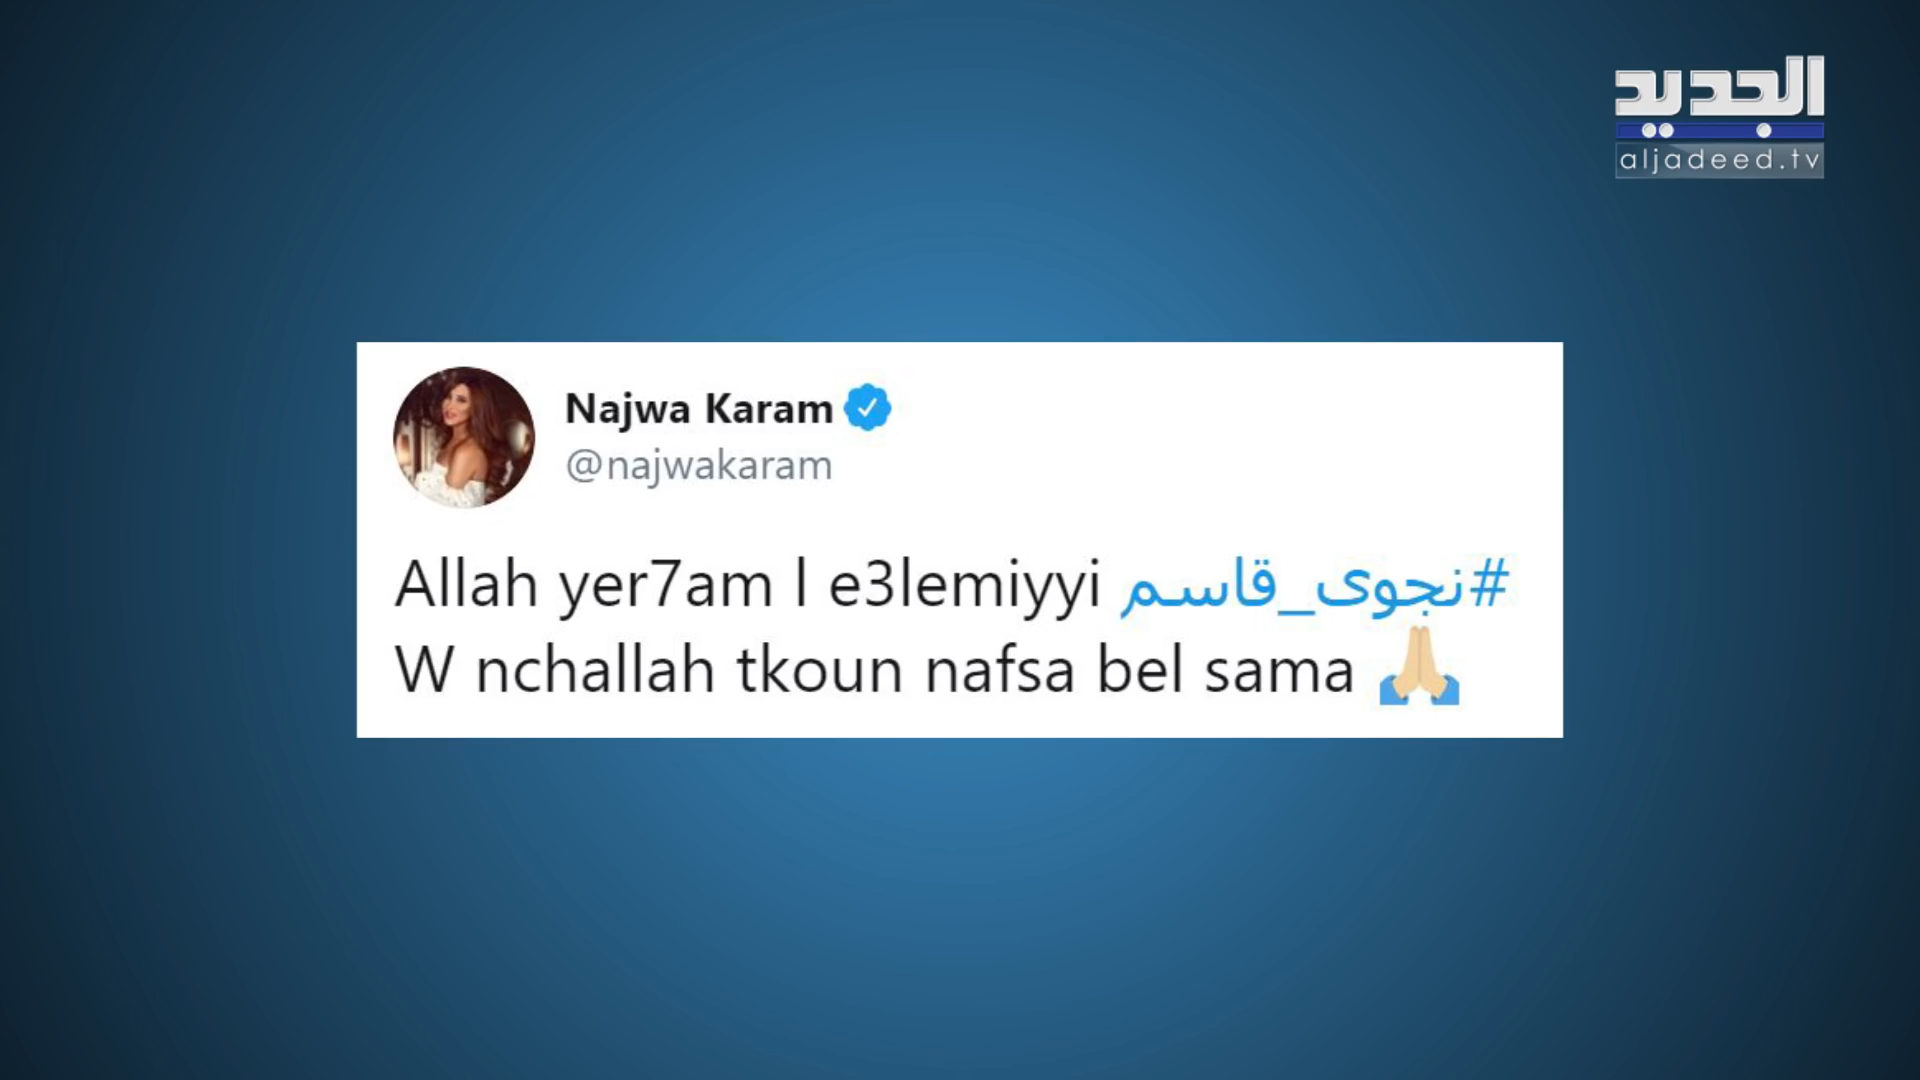 الجديد
aljadeed.tv
Najwa Karam
@najwakaram
Allah yer7am l e3lemiyyi #نجوى_قاسم
W nchallah tkoun nafsa bel sama 🙏🏼